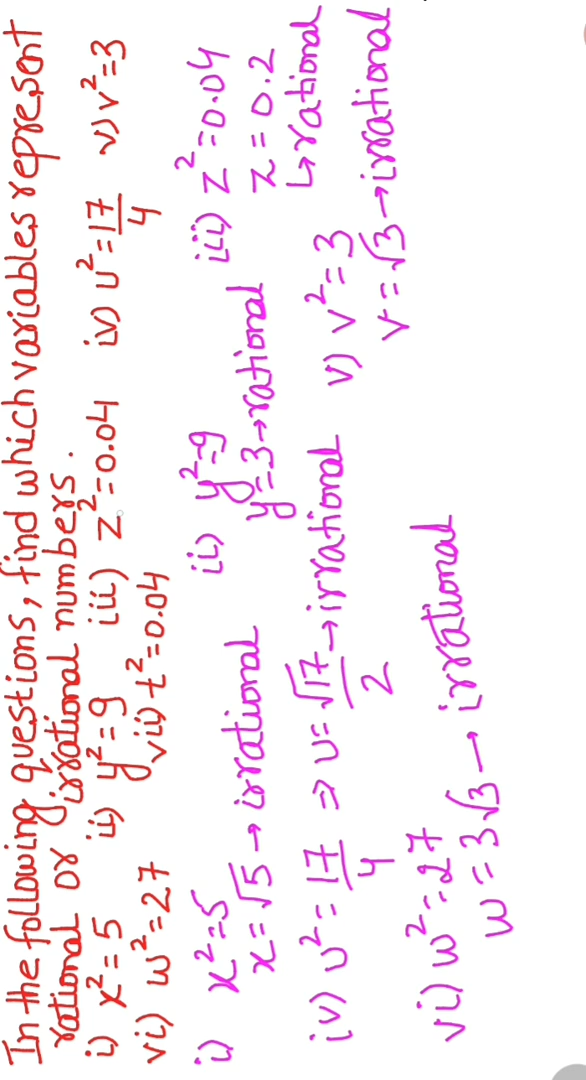 In the following questions, find which variables represent
rational or irrational numbers.
i) x²=5 ii) y²=9 iii) z²=0.04 iv) u²=17/4 v) v²=3
vi) w²=27 vii) t²=0.04
i) x²=5 ii) y²=9 iii) z²=0.04
x=√5→irrational y=3→rational z=0.2
↳rational
iv) u²=17/4 ⇒ u=√17/2→irrational v) v²=3
v=√3→irrational
vi) w²=27
w=3√3→irrational